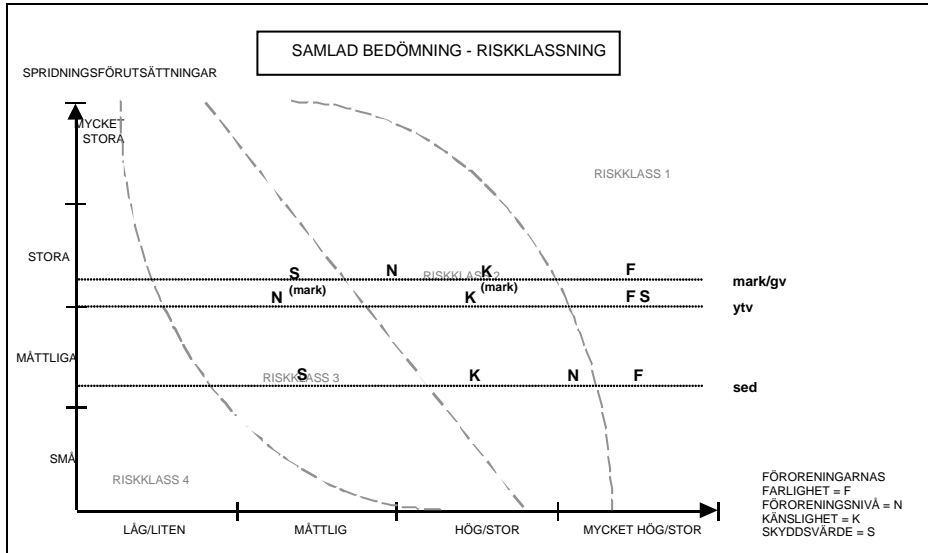 SAMLAD BEDÖMNING - RISKKLASSNING
SPRIDNINGSFÖRUTSÄTTNINGAR
MYCKET
STORA
RISKKLASS 1
STORA
S N K F
RISKKLASS 2
(mark) (mark)
mark/gv
N K F S
ytv
MÅTTLIGA
S K N F
RISKKLASS 3
sed
SMÅ
RISKKLASS 4
LÅG/LITEN MÅTTLIG HÖG/STOR MYCKET HÖG/STOR
FÖRORENINGARNAS
FARLIGHET = F
FÖRORENINGSNIVÅ = N
KÄNSLIGHET = K
SKYDDSVÄRDE = S